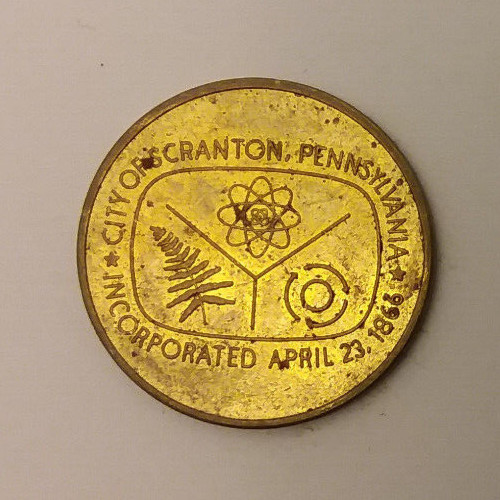 ★ CITY OF SCRANTON, PENNSYLVANIA ★
INCORPORATED APRIL 23, 1866